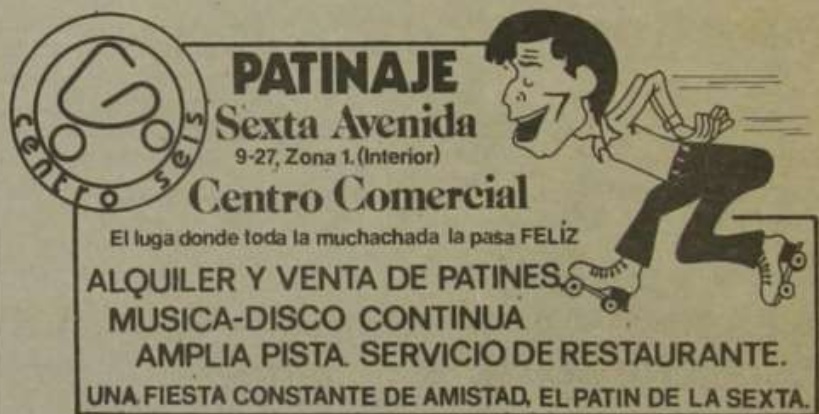 centro seis
PATINAJE
Sexta Avenida
9-27, Zona 1. (Interior)
Centro Comercial
El luga donde toda la muchachada la pasa FELIZ
ALQUILER Y VENTA DE PATINES
MUSICA-DISCO CONTINUA
AMPLIA PISTA. SERVICIO DE RESTAURANTE.
UNA FIESTA CONSTANTE DE AMISTAD, EL PATIN DE LA SEXTA.